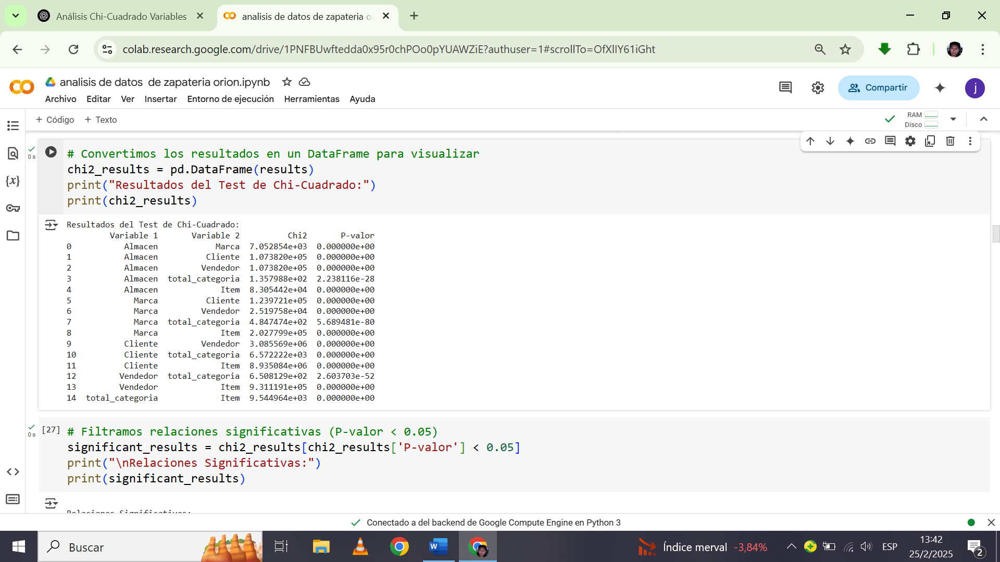 Análisis Chi-Cuadrado Variables
analisis de datos de zapateria o
colab.research.google.com/drive/1PNFBUwftedda0x95r0chPOo0pYUAWZiE?authuser=1#scrollTo=OfXlIY61iGht
analisis de datos  de zapateria orion.ipynb
Archivo Editar Ver Insertar Entorno de ejecución Herramientas Ayuda
Compartir
j
+ Código + Texto
RAM
Disco
0 s
# Convertimos los resultados en un DataFrame para visualizar
chi2_results = pd.DataFrame(results)
print("Resultados del Test de Chi-Cuadrado:")
print(chi2_results)
Resultados del Test de Chi-Cuadrado:
Variable 1 Variable 2 Chi2 P-valor
0 Almacen Marca 7.052854e+03 0.000000e+00
1 Almacen Cliente 1.073820e+05 0.000000e+00
2 Almacen Vendedor 1.073820e+05 0.000000e+00
3 Almacen total_categoria 1.357988e+02 2.238116e-28
4 Almacen Item 8.305442e+04 0.000000e+00
5 Marca Cliente 1.239721e+05 0.000000e+00
6 Marca Vendedor 2.519758e+04 0.000000e+00
7 Marca total_categoria 4.847474e+02 5.689481e-80
8 Marca Item 2.027799e+05 0.000000e+00
9 Cliente Vendedor 3.085569e+06 0.000000e+00
10 Cliente total_categoria 6.572222e+03 0.000000e+00
11 Cliente Item 8.935084e+06 0.000000e+00
12 Vendedor total_categoria 6.508129e+02 2.603703e-52
13 Vendedor Item 9.311191e+05 0.000000e+00
14 total_categoria Item 9.544964e+03 0.000000e+00
0 s
[27] # Filtramos relaciones significativas (P-valor < 0.05)
significant_results = chi2_results[chi2_results['P-valor'] < 0.05]
print("\nRelaciones Significativas:")
print(significant_results)
Relaciones Significativas:
Conectado a del backend de Google Compute Engine en Python 3
Buscar
Índice merval -3,84%
ESP
13:42
25/2/2025
2